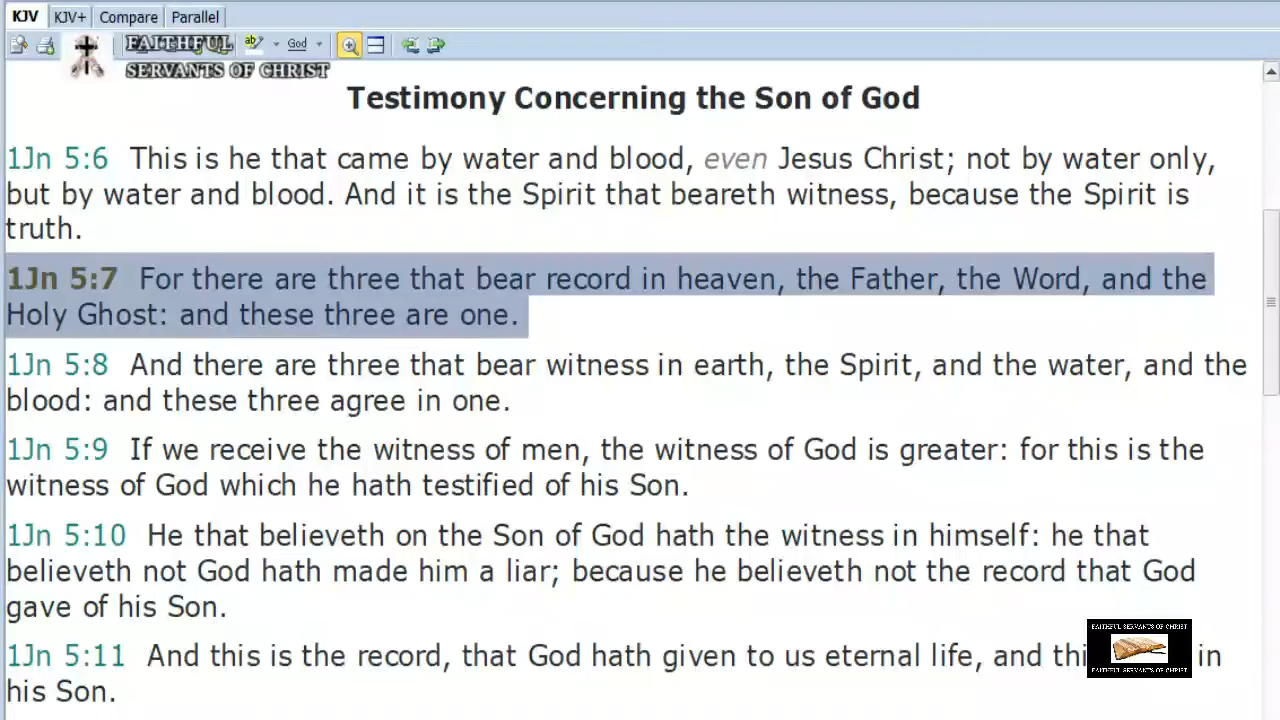 KJV KJV+ Compare Parallel
FAITHFUL God
SERVANTS OF CHRIST
Testimony Concerning the Son of God
1Jn 5:6 This is he that came by water and blood, even Jesus Christ; not by water only,
but by water and blood. And it is the Spirit that beareth witness, because the Spirit is
truth.
1Jn 5:7 For there are three that bear record in heaven, the Father, the Word, and the
Holy Ghost: and these three are one.
1Jn 5:8 And there are three that bear witness in earth, the Spirit, and the water, and the
blood: and these three agree in one.
1Jn 5:9 If we receive the witness of men, the witness of God is greater: for this is the
witness of God which he hath testified of his Son.
1Jn 5:10 He that believeth on the Son of God hath the witness in himself: he that
believeth not God hath made him a liar; because he believeth not the record that God
gave of his Son.
FAITHFUL SERVANTS OF CHRIST
1Jn 5:11 And this is the record, that God hath given to us eternal life, and thi in
FAITHFUL SERVANTS OF CHRIST
his Son.